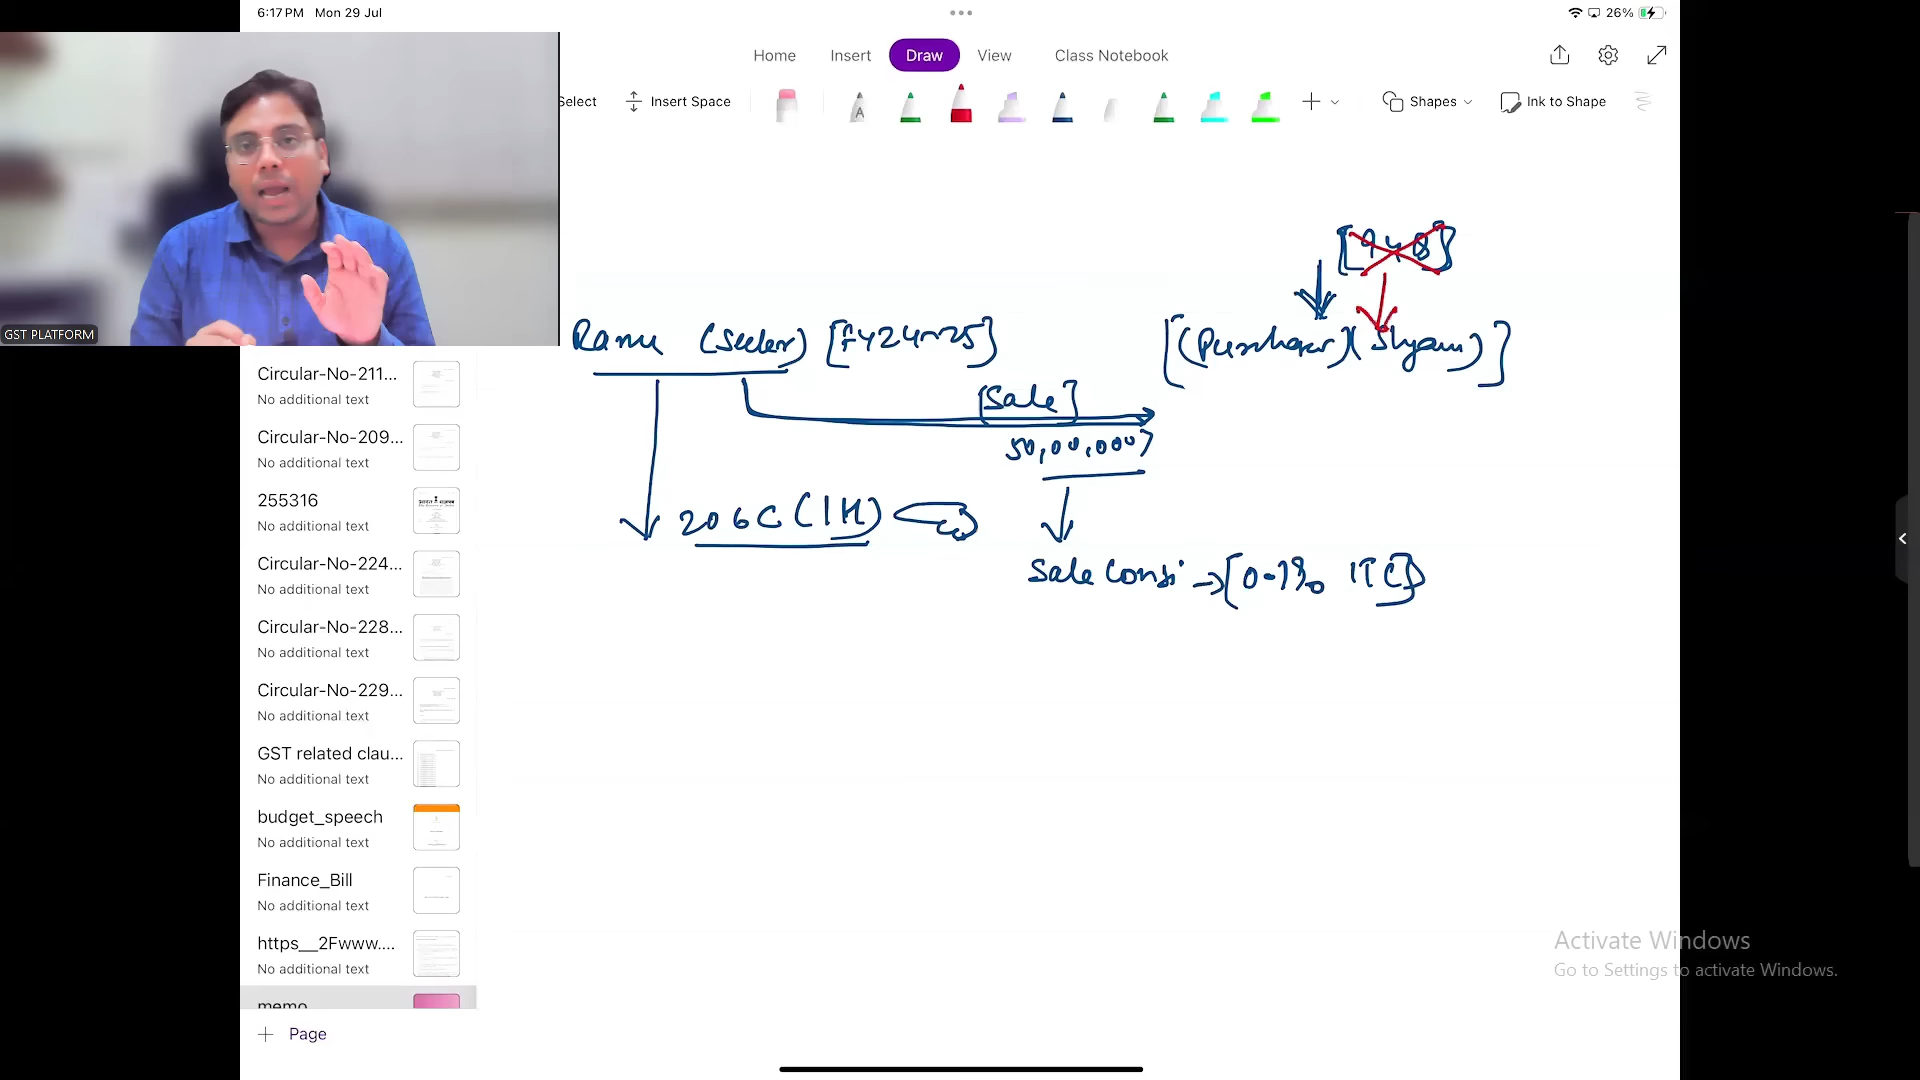 6:17 PM Mon 29 Jul
26%
Home Insert Draw View Class Notebook
Select Insert Space Shapes Ink to Shape
A
GST PLATFORM
[948]
Ramu (Seller) [FY24-25] [(Purchaser)(Shyam)]
[Sale]
50,00,000
206C (1H)
Sale Consi → [0.1%
Circular-No-211...
No additional text
Circular-No-209...
No additional text
255316
No additional text
Circular-No-224...
No additional text
Circular-No-228...
No additional text
Circular-No-229...
No additional text
GST related clau...
No additional text
budget_speech
No additional text
Finance_Bill
No additional text
https__2Fwww....
No additional text
memo
+ Page
Activate Windows
Go to Settings to activate Windows.